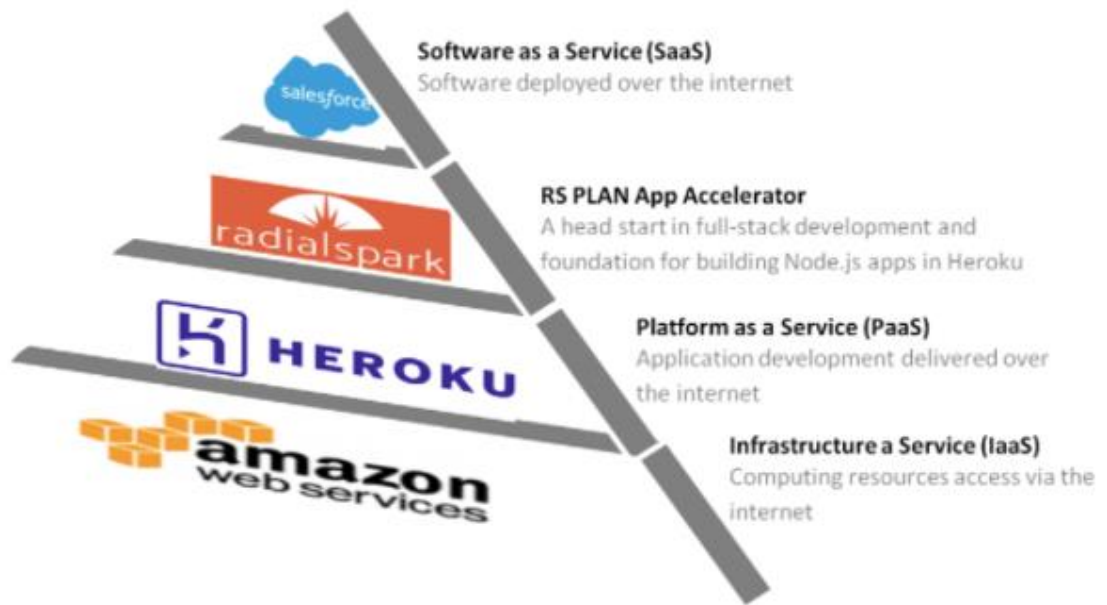 Software as a Service (SaaS)
Software deployed over the internet
salesforce
RS PLAN App Accelerator
A head start in full-stack development and
foundation for building Node.js apps in Heroku
radialspark
Platform as a Service (PaaS)
Application development delivered over
the internet
HEROKU
Infrastructure a Service (IaaS)
Computing resources access via the
internet
amazon
web services